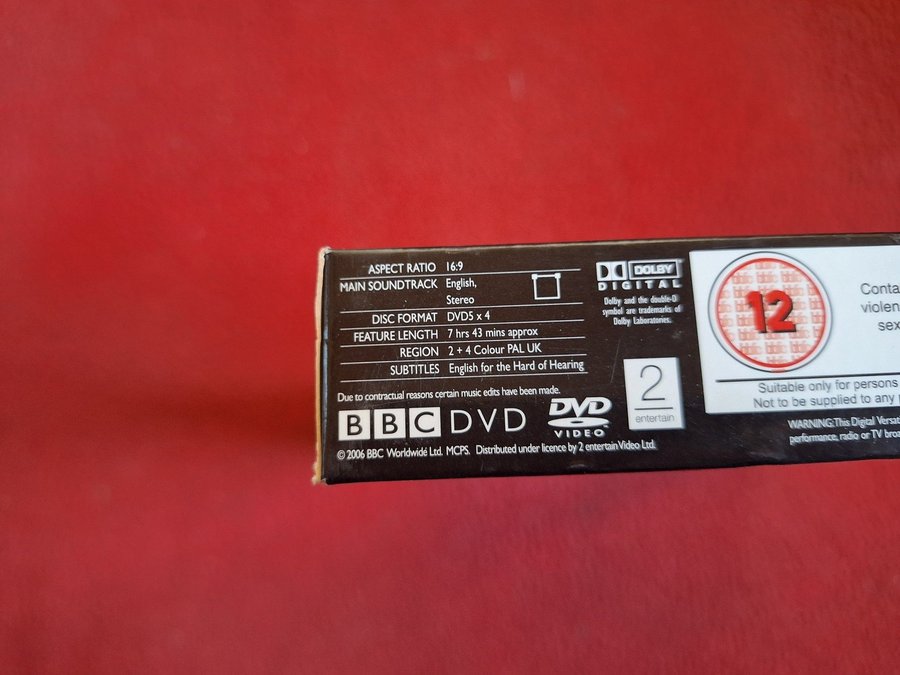 ASPECT RATIO 16:9
MAIN SOUNDTRACK English,
Stereo
DISC FORMAT DVD5 x 4
FEATURE LENGTH 7 hrs 43 mins approx
REGION 2 + 4 Colour PAL UK
SUBTITLES English for the Hard of Hearing
Due to contractual reasons certain music edits have been made.
BBC DVD
DVD
VIDEO
© 2006 BBC Worldwide Ltd. MCPS. Distributed under licence by 2 entertain Video Ltd.
DOLBY
DIGITAL
Dolby and the double-D
symbol are trademarks of
Dolby Laboratories.
2
entertain
12
Conta
violen
sex
Suitable only for persons
Not to be supplied to any
WARNING: This Digital Versat
performance, radio or TV broa